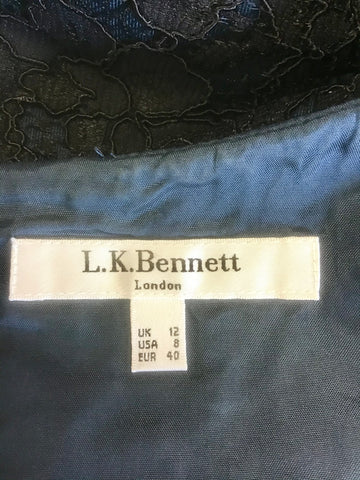 L.K.Bennett
London
UK 12
USA 8
EUR 40